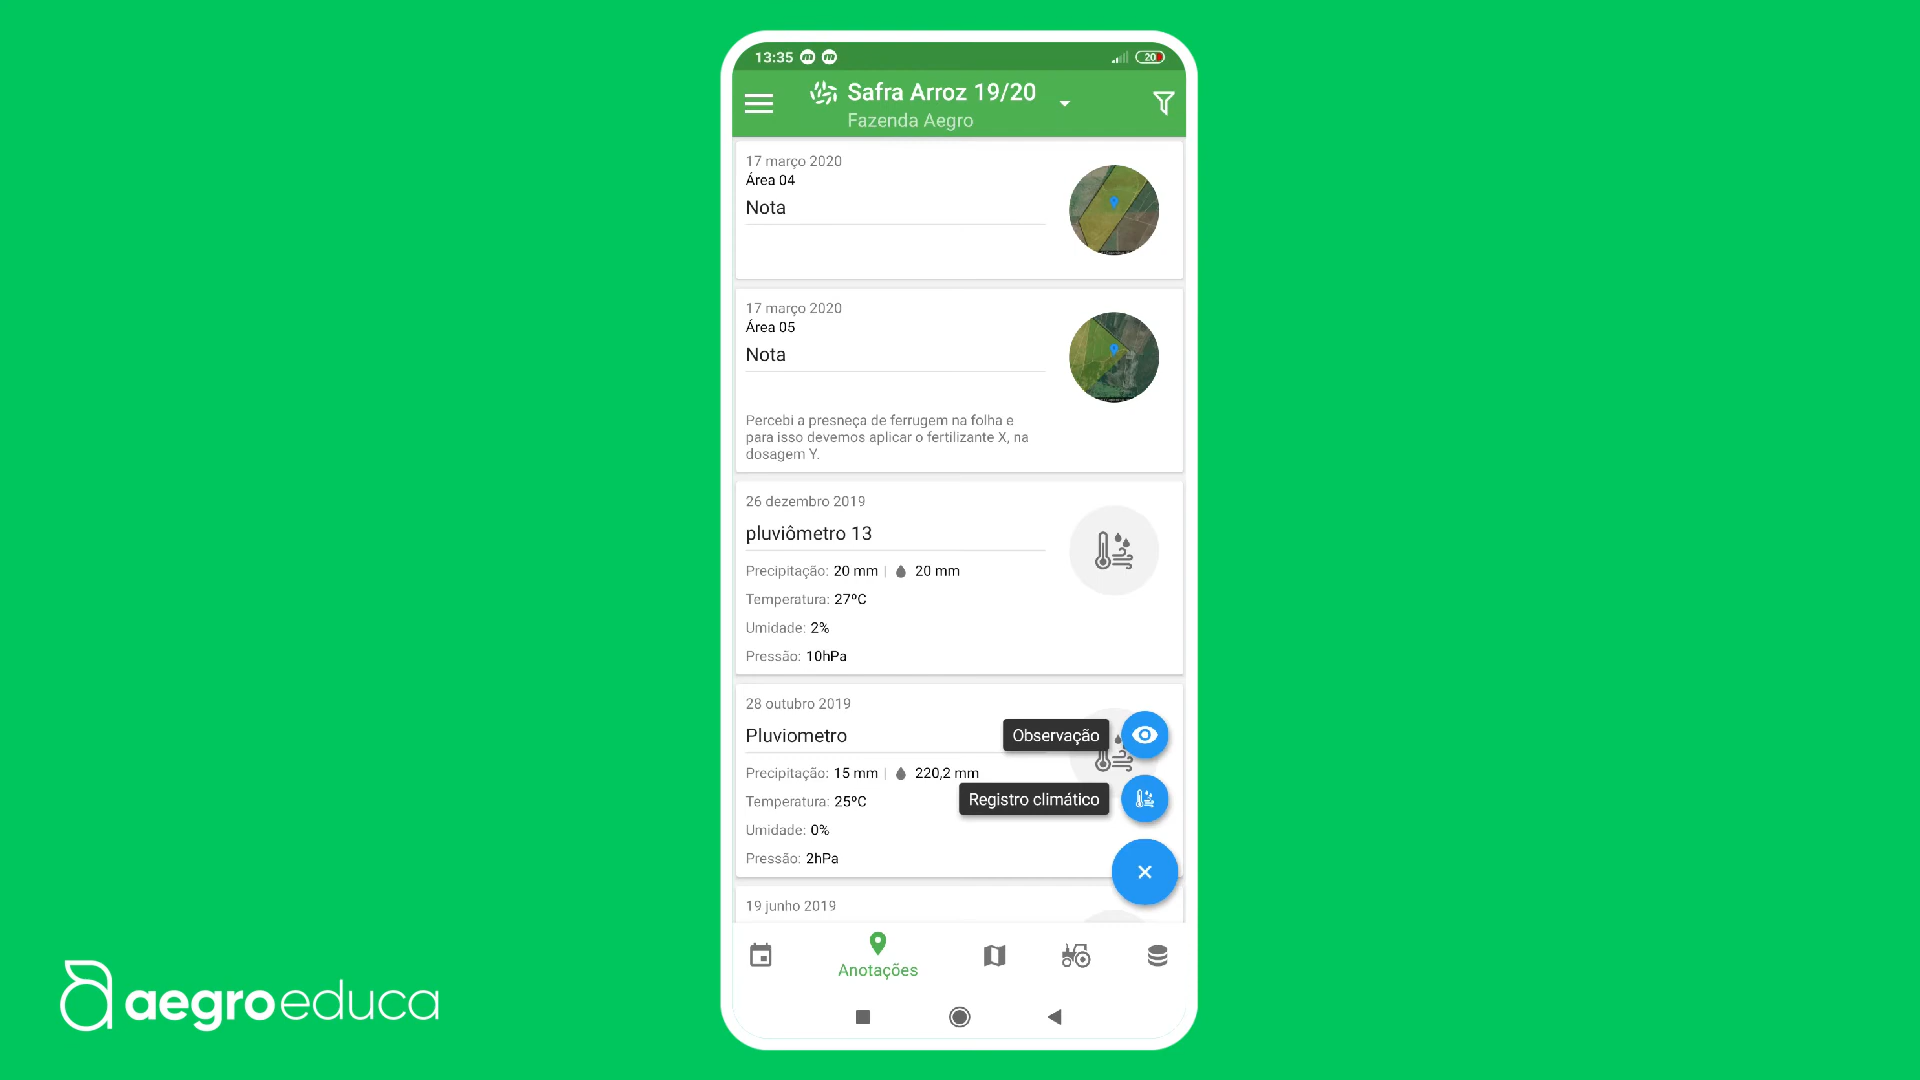 13:35
20
Safra Arroz 19/20
Fazenda Aegro
17 março 2020
Área 04
Nota
17 março 2020
Área 05
Nota
Percebi a presneça de ferrugem na folha e
para isso devemos aplicar o fertilizante X, na
dosagem Y.
26 dezembro 2019
pluviômetro 13
Precipitação: 20 mm | 20 mm
Temperatura: 27ºC
Umidade: 2%
Pressão: 10hPa
28 outubro 2019
Pluviometro
Observação
Precipitação: 15 mm | 220,2 mm
Registro climático
Temperatura: 25ºC
Umidade: 0%
Pressão: 2hPa
19 junho 2019
Anotações
aegroeduca